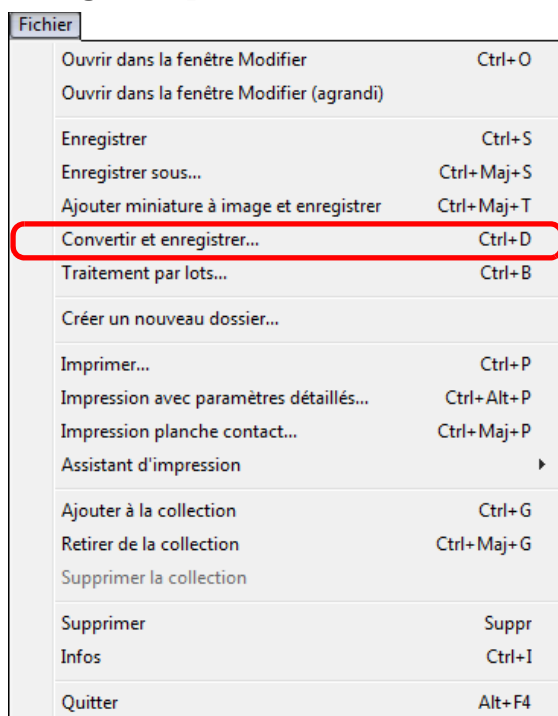 Fichier
Ouvrir dans la fenêtre Modifier Ctrl+O
Ouvrir dans la fenêtre Modifier (agrandi)
Enregistrer Ctrl+S
Enregistrer sous... Ctrl+Maj+S
Ajouter miniature à image et enregistrer Ctrl+Maj+T
Convertir et enregistrer... Ctrl+D
Traitement par lots... Ctrl+B
Créer un nouveau dossier...
Imprimer... Ctrl+P
Impression avec paramètres détaillés... Ctrl+Alt+P
Impression planche contact... Ctrl+Maj+P
Assistant d'impression
Ajouter à la collection Ctrl+G
Retirer de la collection Ctrl+Maj+G
Supprimer la collection
Supprimer Suppr
Infos Ctrl+I
Quitter Alt+F4